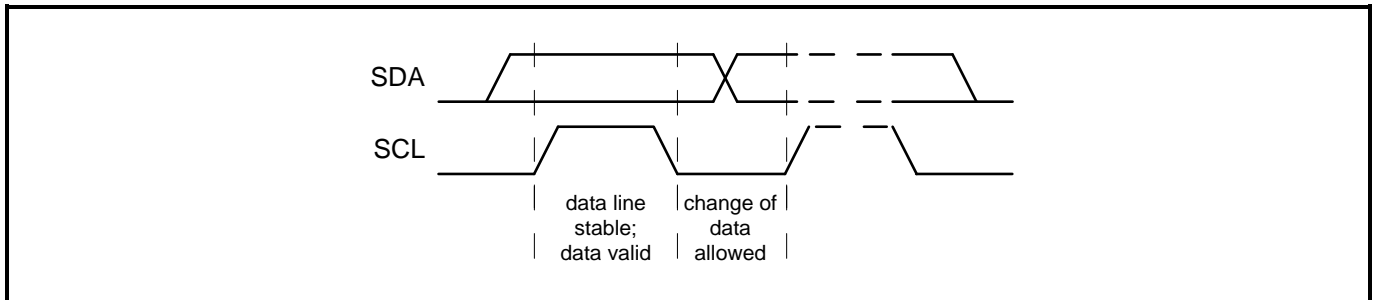 SDA
SCL
data line
stable;
data valid
change of
data
allowed